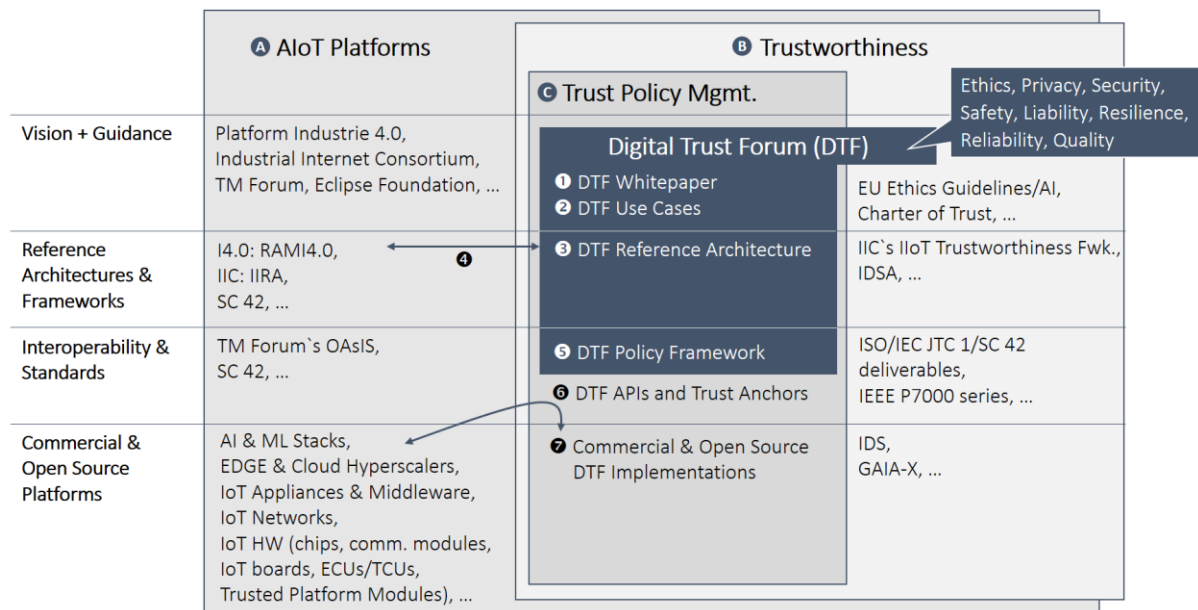 A AIoT Platforms
B Trustworthiness
C Trust Policy Mgmt.
Ethics, Privacy, Security,
Safety, Liability, Resilience,
Reliability, Quality
Digital Trust Forum (DTF)
Vision + Guidance
Platform Industrie 4.0,
Industrial Internet Consortium,
TM Forum, Eclipse Foundation, ...
1 DTF Whitepaper
2 DTF Use Cases
EU Ethics Guidelines/AI,
Charter of Trust, ...
Reference
Architectures &
Frameworks
I4.0: RAMI4.0,
IIC: IIRA,
SC 42, ...
4
3 DTF Reference Architecture
IIC`s IIoT Trustworthiness Fwk.,
IDSA, ...
Interoperability &
Standards
TM Forum`s OAsIS,
SC 42, ...
5 DTF Policy Framework
6 DTF APIs and Trust Anchors
ISO/IEC JTC 1/SC 42
deliverables,
IEEE P7000 series, ...
Commercial &
Open Source
Platforms
AI & ML Stacks,
EDGE & Cloud Hyperscalers,
IoT Appliances & Middleware,
IoT Networks,
IoT HW (chips, comm. modules,
IoT boards, ECUs/TCUs,
Trusted Platform Modules), ...
7 Commercial & Open Source
DTF Implementations
IDS,
GAIA-X, ...